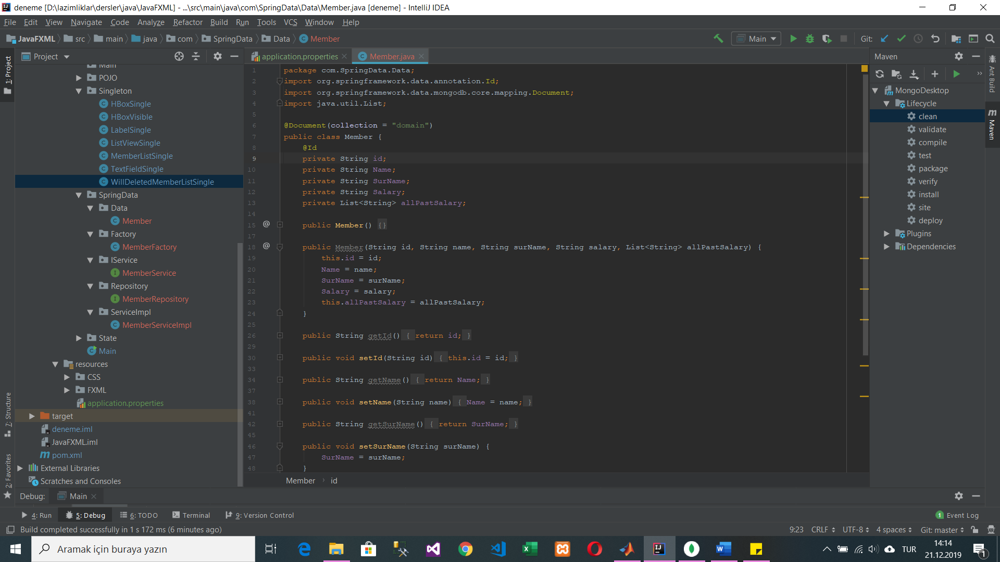 deneme [D:\lazimliklar\dersler\java\JavaFXML] - ...\src\main\java\com\SpringData\Data\Member.java [deneme] - IntelliJ IDEA
File Edit View Navigate Code Analyze Refactor Build Run Tools VCS Window Help
JavaFXML src main java com SpringData Data Member Main Git:
1: Project
7: Structure
2: Favorites
Project
Main
POJO
Singleton
HBoxSingle
HBoxVisible
LabelSingle
ListViewSingle
MemberListSingle
TextFieldSingle
WillDeletedMemberListSingle
SpringData
Data
Member
Factory
MemberFactory
IService
MemberService
Repository
MemberRepository
ServiceImpl
MemberServiceImpl
State
Main
resources
CSS
FXML
application.properties
target
deneme.iml
JavaFXML.iml
pom.xml
External Libraries
Scratches and Consoles
application.properties Member.java
1 package com.SpringData.Data;
2 import org.springframework.data.annotation.Id;
3 import org.springframework.data.mongodb.core.mapping.Document;
4 import java.util.List;
5
6 @Document(collection = "domain")
7 public class Member {
8 @Id
9 private String id;
10 private String Name;
11 private String SurName;
12 private String Salary;
13 private List<String> allPastSalary;
14
15 @ public Member() {}
17
18 @ public Member(String id, String name, String surName, String salary, List<String> allPastSalary) {
19 this.id = id;
20 Name = name;
21 SurName = surName;
22 Salary = salary;
23 this.allPastSalary = allPastSalary;
24 }
25
26 public String getId() { return id; }
29
30 public void setId(String id) { this.id = id; }
33
34 public String getName() { return Name; }
37
38 public void setName(String name) { Name = name; }
41
42 public String getSurName() { return SurName; }
45
46 public void setSurName(String surName) {
47 SurName = surName;
48 }
Member › id
Maven
MongoDesktop
Lifecycle
clean
validate
compile
test
package
verify
install
site
deploy
Plugins
Dependencies
Ant Build
Maven
Debug: Main
4: Run 5: Debug 6: TODO Terminal 9: Version Control 1 Event Log
Build completed successfully in 1 s 172 ms (6 minutes ago) 9:23 CRLF UTF-8 4 spaces Git: master
Aramak için buraya yazın TUR 14:14
21.12.2019 1